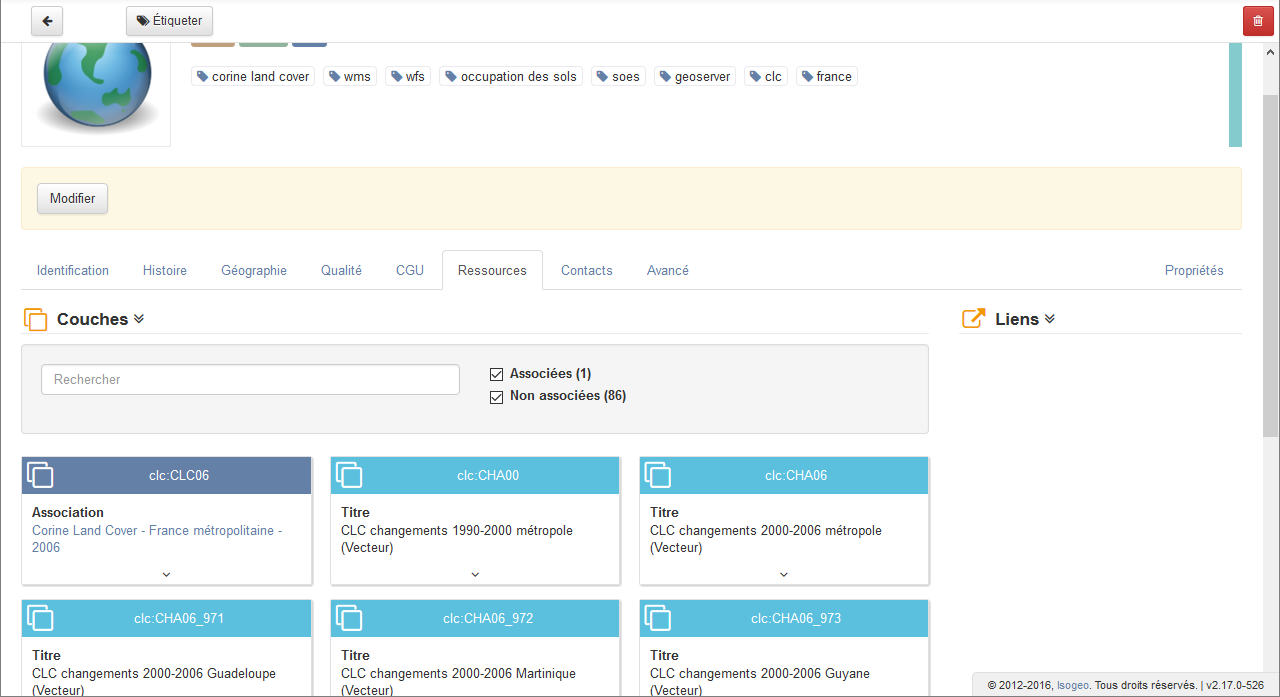 Étiqueter
corine land cover wms wfs occupation des sols soes geoserver clc france
Modifier
Identification Histoire Géographie Qualité CGU Ressources Contacts Avancé Propriétés
Couches Liens
Rechercher
Associées (1)
Non associées (86)
clc:CLC06 clc:CHA00 clc:CHA06
Association Titre Titre
Corine Land Cover - France métropolitaine - CLC changements 1990-2000 métropole CLC changements 2000-2006 métropole
2006 (Vecteur) (Vecteur)
clc:CHA06_971 clc:CHA06_972 clc:CHA06_973
Titre Titre Titre
CLC changements 2000-2006 Guadeloupe CLC changements 2000-2006 Martinique CLC changements 2000-2006 Guyane
(Vecteur) (Vecteur) (Vecteur)
© 2012-2016, Isogeo. Tous droits réservés. | v2.17.0-526